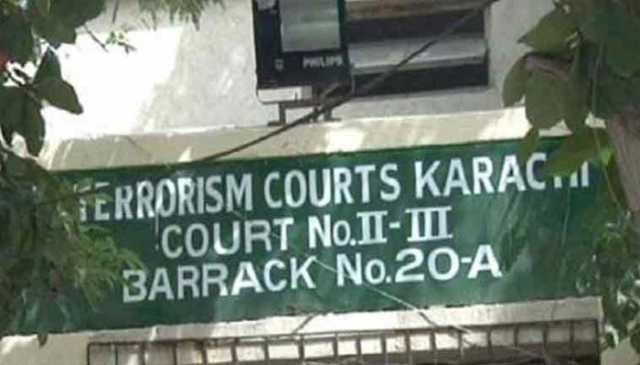 PHILIPS
TERRORISM COURTS KARACHI
COURT No.II-III
BARRACK No.20-A